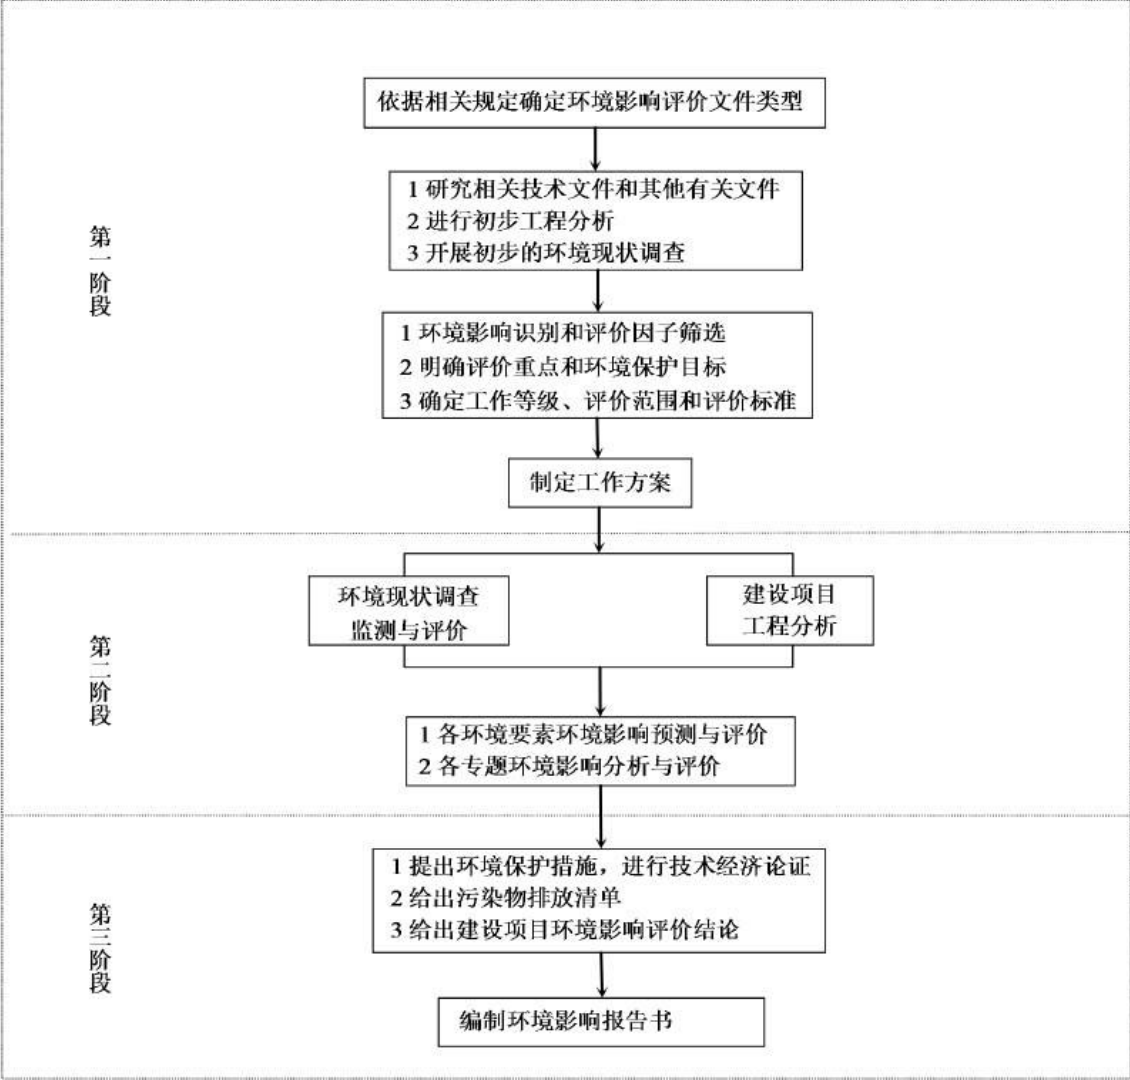 依据相关规定确定环境影响评价文件类型
1 研究相关技术文件和其他有关文件
2 进行初步工程分析
3 开展初步的环境现状调查
第一阶段
1 环境影响识别和评价因子筛选
2 明确评价重点和环境保护目标
3 确定工作等级、评价范围和评价标准
制定工作方案
环境现状调查
监测与评价
建设项目
工程分析
第二阶段
1 各环境要素环境影响预测与评价
2 各专题环境影响分析与评价
1 提出环境保护措施，进行技术经济论证
2 给出污染物排放清单
3 给出建设项目环境影响评价结论
第三阶段
编制环境影响报告书